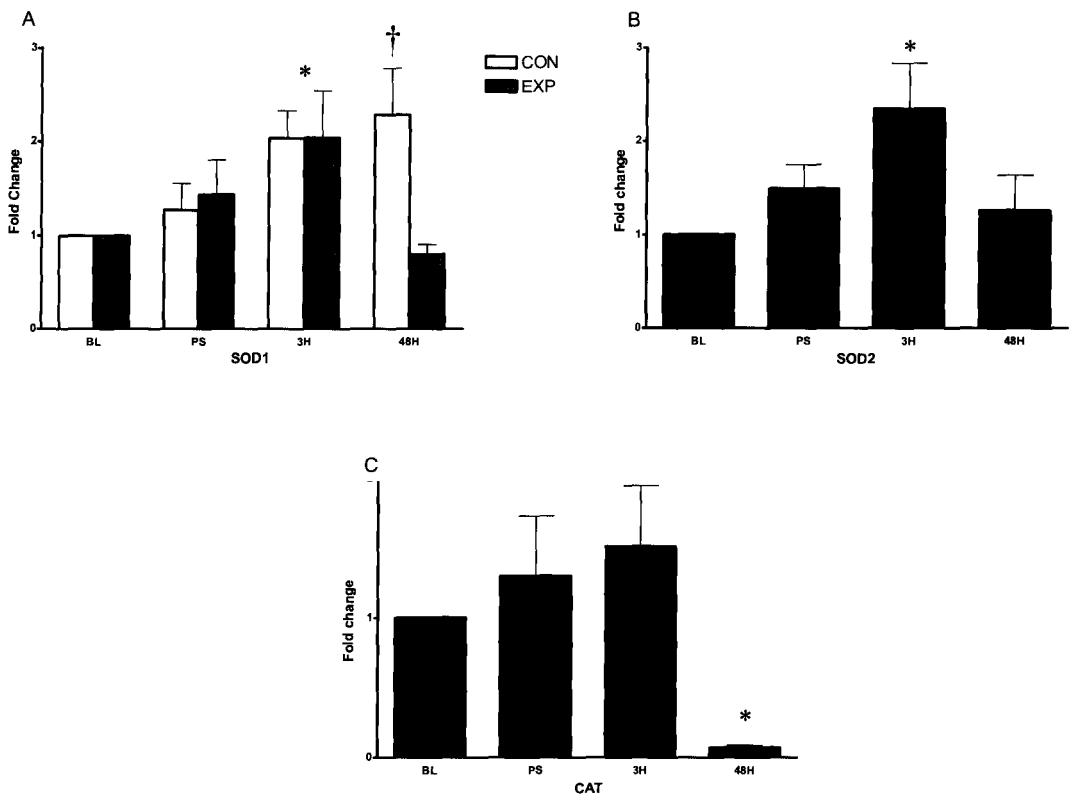 A
†
3
*
CON
EXP
2
Fold Change
1
0
BL PS 3H 48H
SOD1
B
*
3
2
Fold change
1
0
BL PS 3H 48H
SOD2
C
Fold change
1
*
0
BL PS 3H 48H
CAT